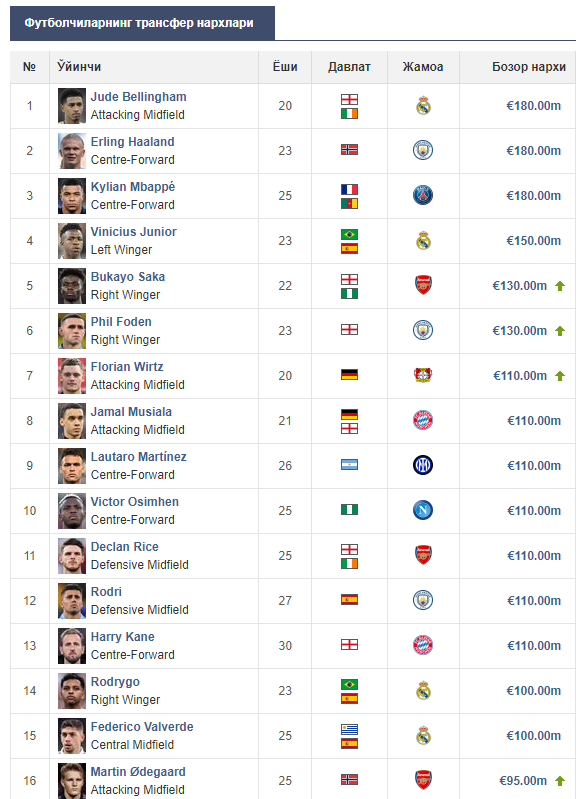 Футболчиларнинг трансфер нархлари
№ Ўйинчи Ёши Давлат Жамоа Бозор нархи
1 Jude Bellingham 20 €180.00m
Attacking Midfield
2 Erling Haaland 23 €180.00m
Centre-Forward
3 Kylian Mbappé 25 €180.00m
Centre-Forward
4 Vinicius Junior 23 €150.00m
Left Winger
5 Bukayo Saka 22 €130.00m
Right Winger
6 Phil Foden 23 €130.00m
Right Winger
7 Florian Wirtz 20 €110.00m
Attacking Midfield
8 Jamal Musiala 21 €110.00m
Attacking Midfield
9 Lautaro Martínez 26 €110.00m
Centre-Forward
10 Victor Osimhen 25 €110.00m
Centre-Forward
11 Declan Rice 25 €110.00m
Defensive Midfield
12 Rodri 27 €110.00m
Defensive Midfield
13 Harry Kane 30 €110.00m
Centre-Forward
14 Rodrygo 23 €100.00m
Right Winger
15 Federico Valverde 25 €100.00m
Central Midfield
16 Martin Ødegaard 25 €95.00m
Attacking Midfield